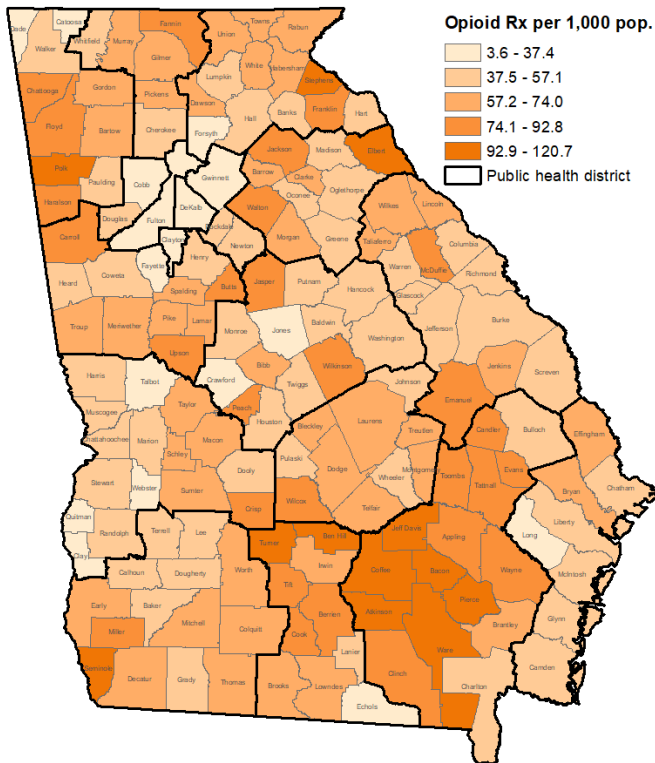 Opioid Rx per 1,000 pop.
3.6 - 37.4
37.5 - 57.1
57.2 - 74.0
74.1 - 92.8
92.9 - 120.7
Public health district
Dade
Catoosa
Walker
Whitfield
Murray
Fannin
Gilmer
Union
Towns
Rabun
White
Habersham
Stephens
Lumpkin
Chattooga
Gordon
Pickens
Dawson
Hall
Banks
Franklin
Hart
Floyd
Bartow
Cherokee
Forsyth
Jackson
Madison
Elbert
Polk
Paulding
Cobb
Gwinnett
Barrow
Clarke
Oglethorpe
Oconee
Wilkes
Lincoln
Haralson
Douglas
Fulton
DeKalb
Rockdale
Walton
Morgan
Greene
Taliaferro
McDuffie
Columbia
Carroll
Clayton
Fayette
Henry
Newton
Warren
Richmond
Heard
Coweta
Spalding
Butts
Jasper
Putnam
Hancock
Glascock
Troup
Meriwether
Pike
Lamar
Monroe
Jones
Baldwin
Washington
Jefferson
Burke
Upson
Harris
Talbot
Crawford
Bibb
Wilkinson
Twiggs
Johnson
Jenkins
Screven
Muscogee
Taylor
Peach
Houston
Emanuel
Chattahoochee
Marion
Macon
Schley
Bleckley
Laurens
Treutlen
Candler
Bulloch
Effingham
Stewart
Webster
Sumter
Dooly
Pulaski
Dodge
Wheeler
Montgomery
Toombs
Tattnall
Evans
Bryan
Chatham
Quitman
Randolph
Terrell
Lee
Crisp
Wilcox
Telfair
Long
Liberty
Clay
Calhoun
Dougherty
Worth
Turner
Ben Hill
Irwin
Jeff Davis
Appling
Wayne
McIntosh
Early
Baker
Mitchell
Tift
Coffee
Bacon
Pierce
Miller
Colquitt
Cook
Berrien
Atkinson
Ware
Brantley
Glynn
Seminole
Decatur
Grady
Thomas
Brooks
Lowndes
Lanier
Clinch
Charlton
Camden
Echols